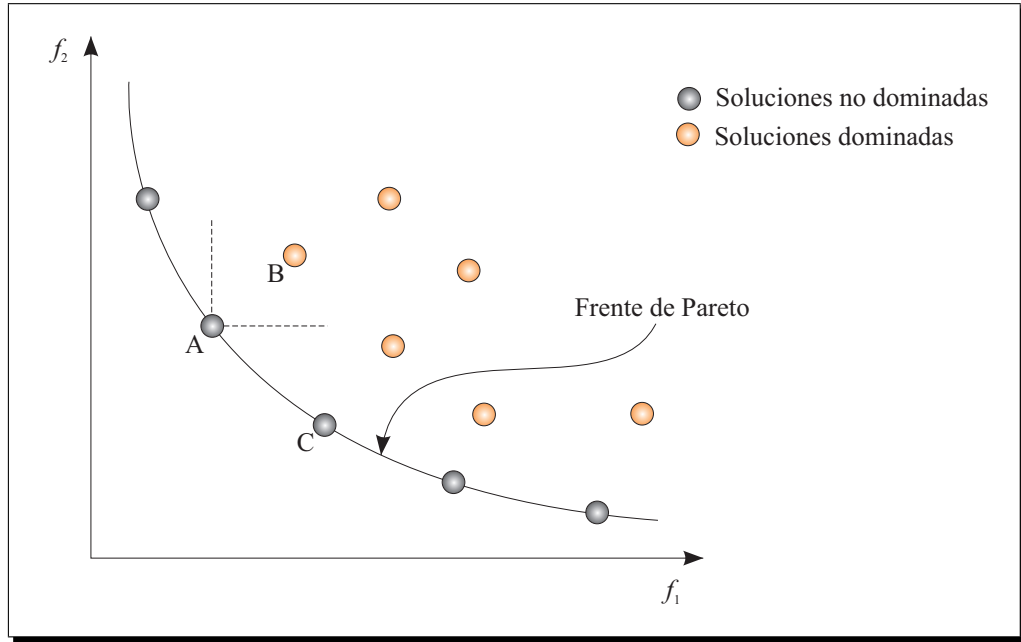 f₂
Soluciones no dominadas
Soluciones dominadas
B
Frente de Pareto
A
C
f₁